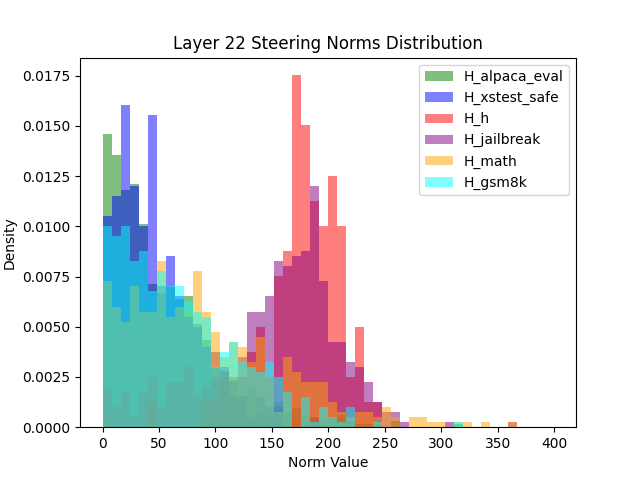 Layer 22 Steering Norms Distribution
H_alpaca_eval
H_xstest_safe
H_h
H_jailbreak
H_math
H_gsm8k
Density
0.0175
0.0150
0.0125
0.0100
0.0075
0.0050
0.0025
0.0000
0 50 100 150 200 250 300 350 400
Norm Value